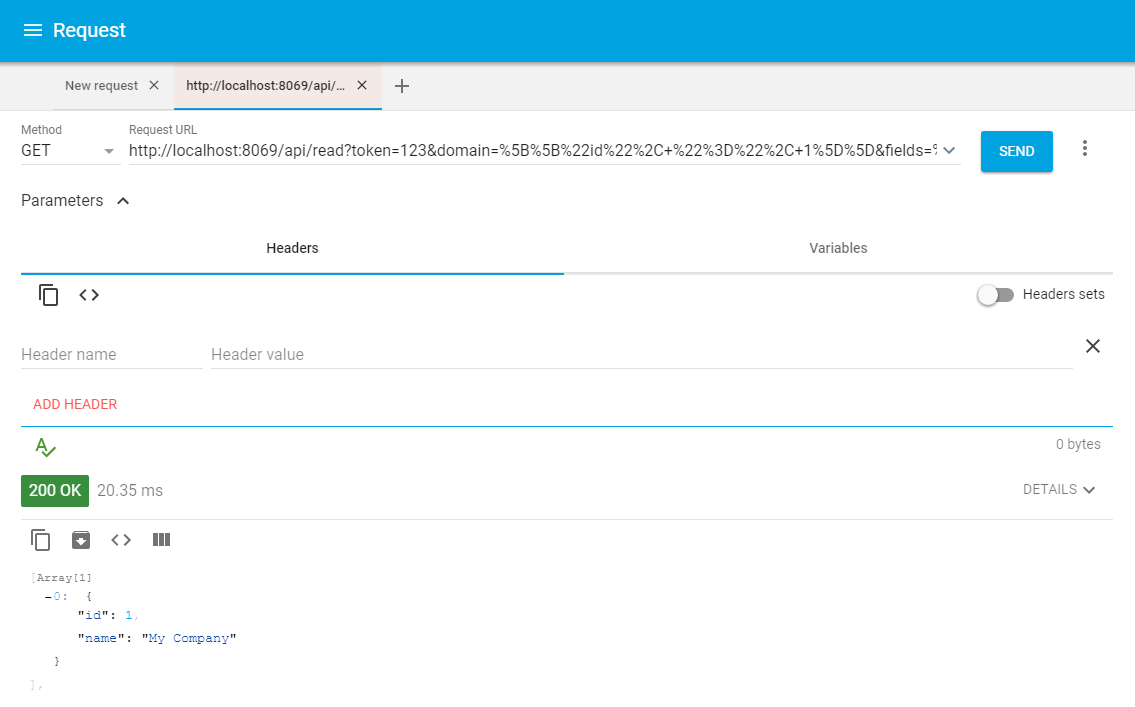 Request
New request
http://localhost:8069/api/...
Method
Request URL
GET
http://localhost:8069/api/read?token=123&domain=%5B%5B%22id%22%2C+%22%3D%22%2C+1%5D%5D&fields=%
SEND
Parameters
Headers
Variables
Headers sets
Header name
Header value
ADD HEADER
0 bytes
200 OK
20.35 ms
DETAILS
[Array[1]
-0: {
"id": 1,
"name": "My Company"
}
],